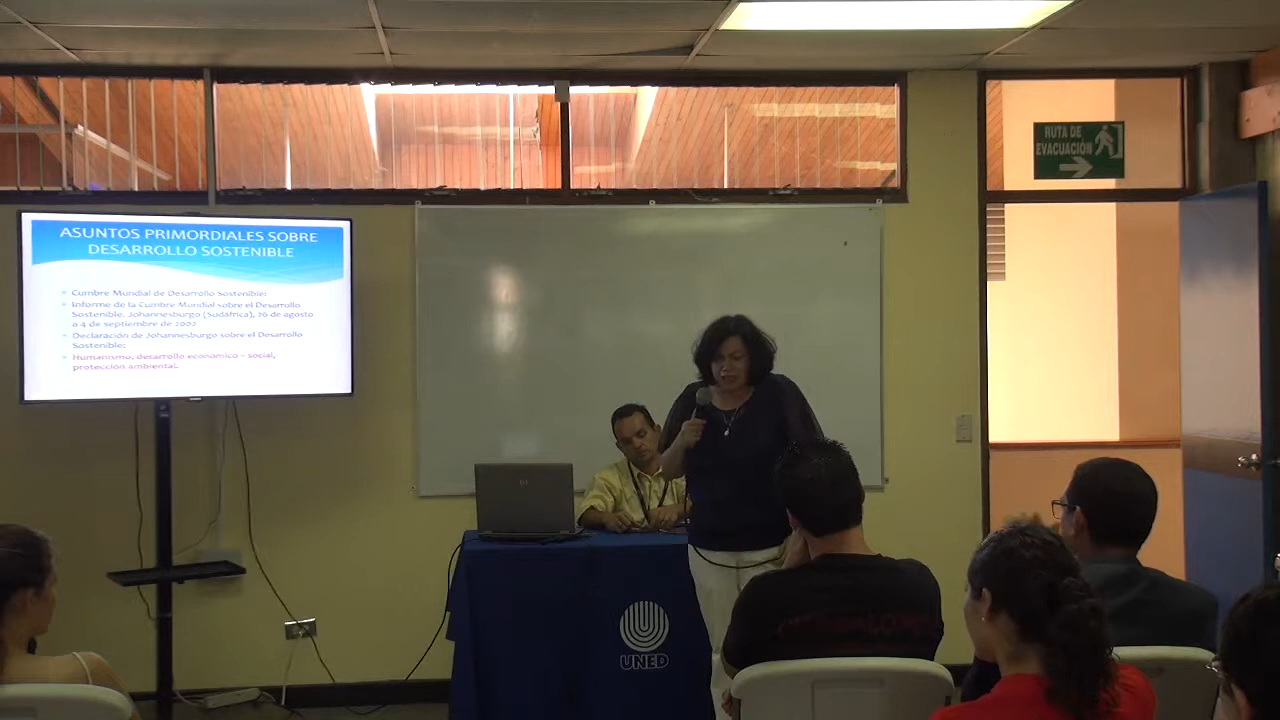 RUTA DE
EVACUACIÓN
ASUNTOS PRIMORDIALES SOBRE
DESARROLLO SOSTENIBLE
Cumbre Mundial de Desarrollo Sostenible:
Informe de la Cumbre Mundial sobre el Desarrollo
Sostenible. Johannesburgo (Sudáfrica), 26 de agosto
a 4 de septiembre de 2002
Declaración de Johannesburgo sobre el Desarrollo
Sostenible:
Humanismo, desarrollo económico – social,
protección ambiental.
hp
UNED